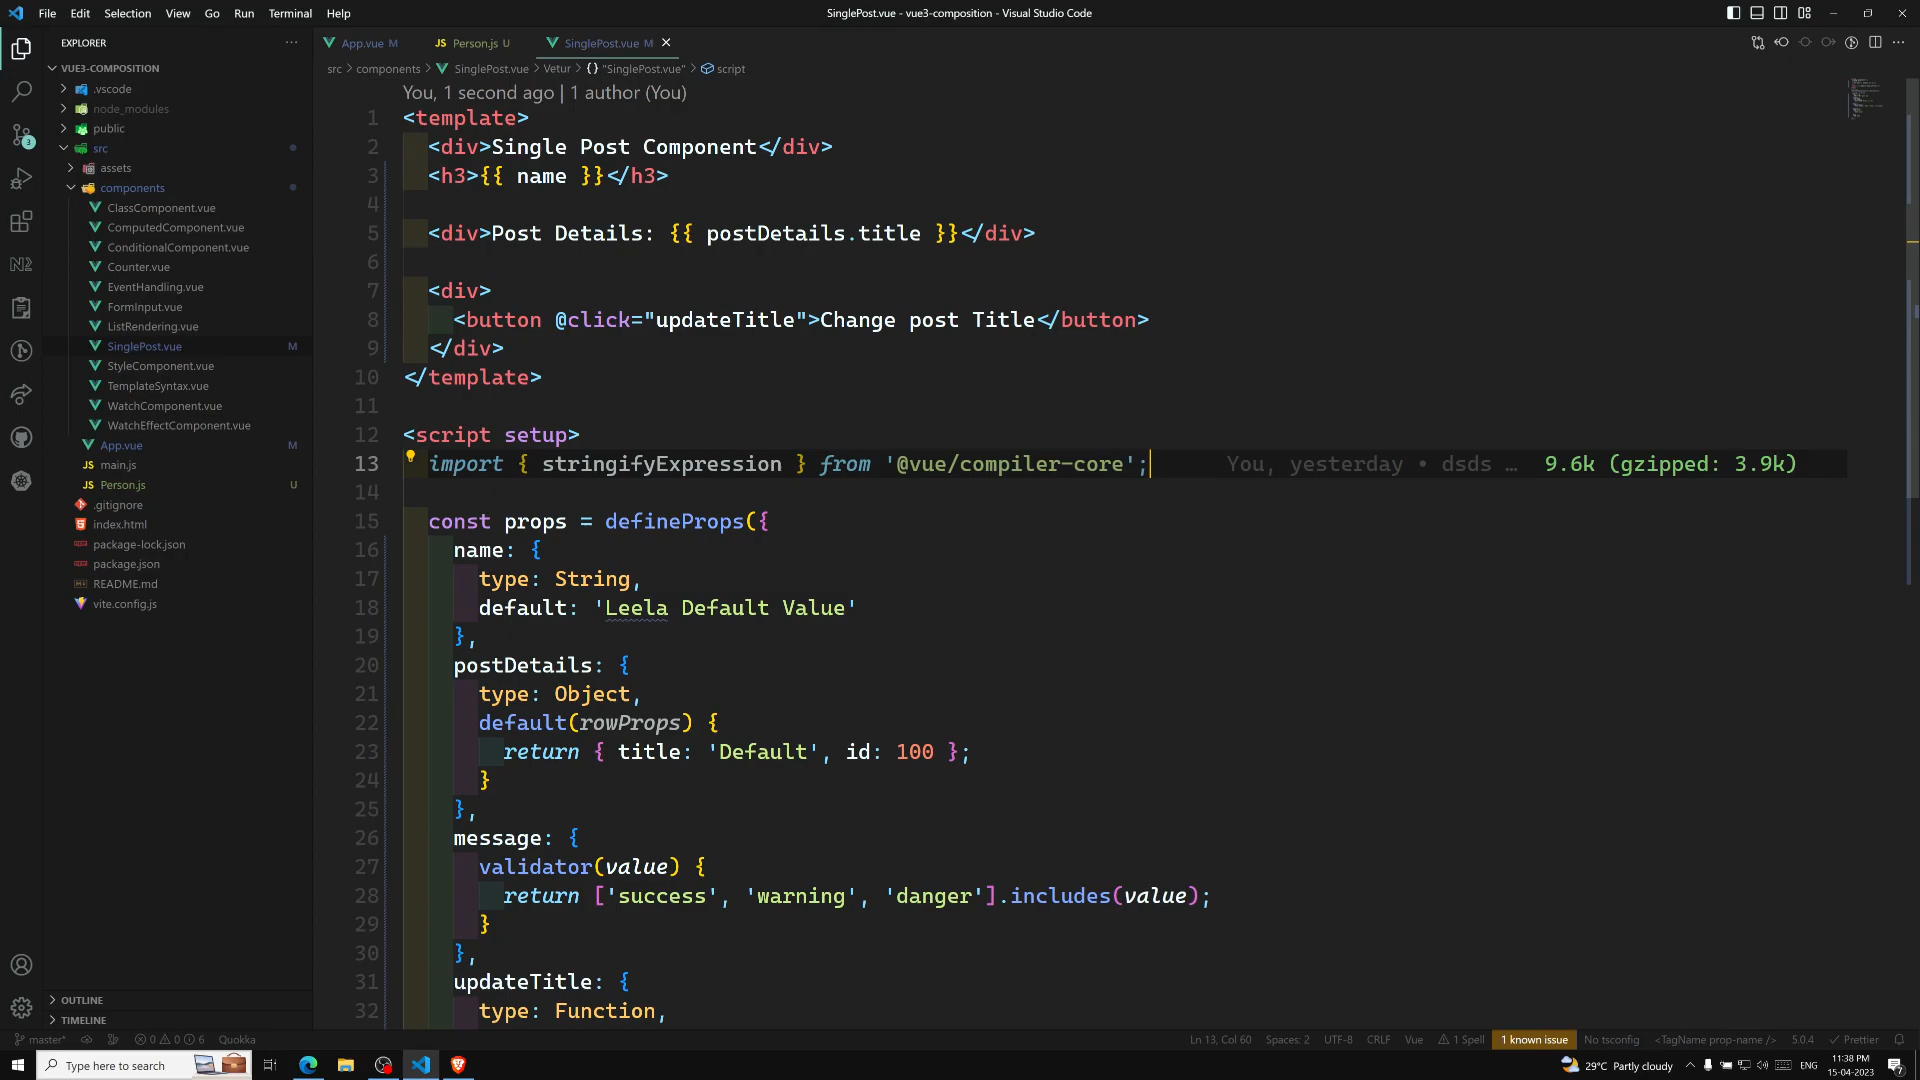 File Edit Selection View Go Run Terminal Help
SinglePost.vue - vue3-composition - Visual Studio Code
EXPLORER
VUE3-COMPOSITION
.vscode
node_modules
public
src
assets
components
ClassComponent.vue
ComputedComponent.vue
ConditionalComponent.vue
Counter.vue
EventHandling.vue
FormInput.vue
ListRendering.vue
SinglePost.vue M
StyleComponent.vue
TemplateSyntax.vue
WatchComponent.vue
WatchEffectComponent.vue
App.vue M
JS main.js
JS Person.js U
.gitignore
index.html
package-lock.json
package.json
README.md
vite.config.js
OUTLINE
TIMELINE
App.vue M JS Person.js U SinglePost.vue M
src > components > SinglePost.vue > Vetur > {} "SinglePost.vue" > script
You, 1 second ago | 1 author (You)
1 <template>
2 <div>Single Post Component</div>
3 <h3>{{ name }}</h3>
4
5 <div>Post Details: {{ postDetails.title }}</div>
6
7 <div>
8 <button @click="updateTitle">Change post Title</button>
9 </div>
10 </template>
11
12 <script setup>
13 import { stringifyExpression } from '@vue/compiler-core'; You, yesterday • dsds … 9.6k (gzipped: 3.9k)
14
15 const props = defineProps({
16 name: {
17 type: String,
18 default: 'Leela Default Value'
19 },
20 postDetails: {
21 type: Object,
22 default(rowProps) {
23 return { title: 'Default', id: 100 };
24 }
25 },
26 message: {
27 validator(value) {
28 return ['success', 'warning', 'danger'].includes(value);
29 }
30 },
31 updateTitle: {
32 type: Function,
3
N2
master* 0 0 6 Quokka
Ln 13, Col 60 Spaces: 2 UTF-8 CRLF Vue 1 Spell 1 known issue No tsconfig <TagName prop-name /> 5.0.4 Prettier
Type here to search
29°C Partly cloudy ENG
11:38 PM
15-04-2023
7